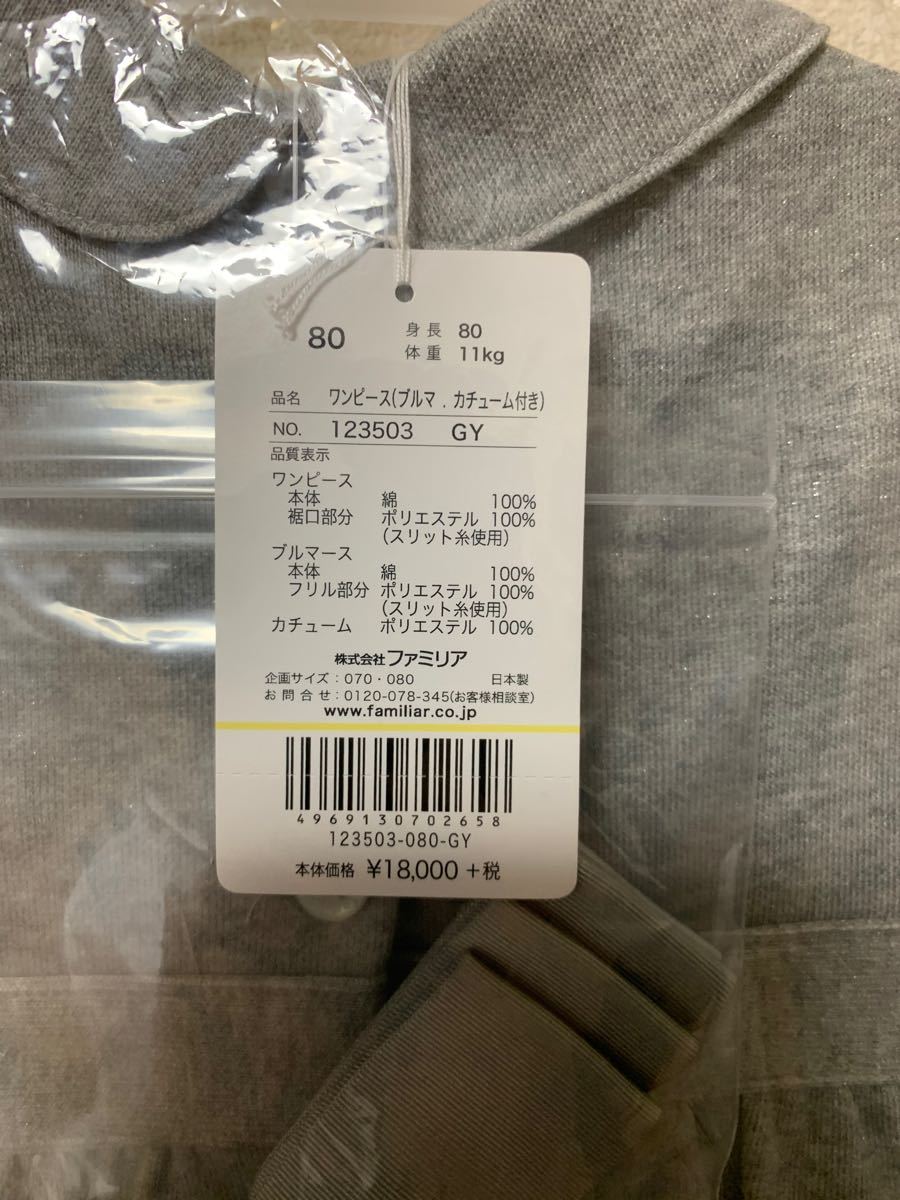 80
身長 80
体重 11kg
品名 ワンピース(ブルマ．カチューム付き)
NO. 123503 GY
品質表示
ワンピース
本体 綿 100%
裾口部分 ポリエステル 100%
(スリット糸使用)
ブルマース
本体 綿 100%
フリル部分 ポリエステル 100%
(スリット糸使用)
カチューム ポリエステル 100%
株式会社ファミリア
企画サイズ：070・080 日本製
お問合せ：0120-078-345(お客様相談室)
www.familiar.co.jp
4969130702658
123503-080-GY
本体価格 ¥18,000 +税